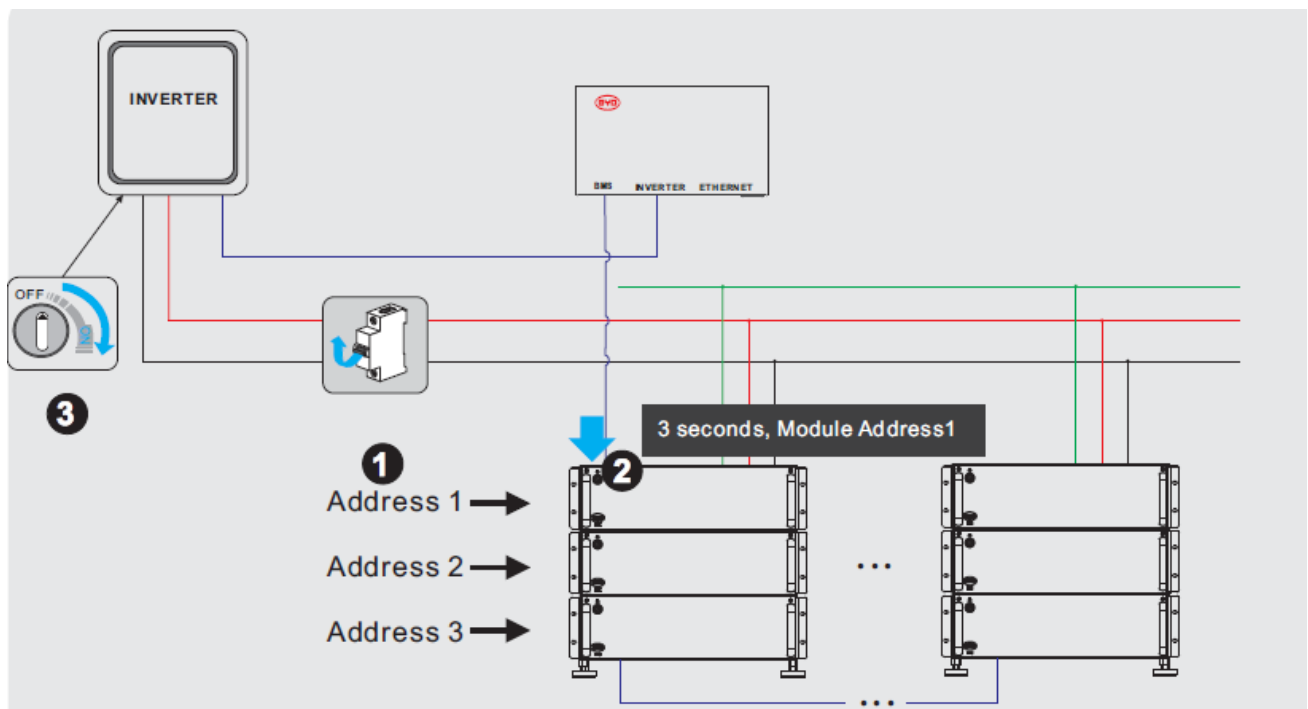 INVERTER
BYD
BMS INVERTER ETHERNET
OFF
ON
3
1
2
3 seconds, Module Address1
Address 1
Address 2
Address 3
...
...